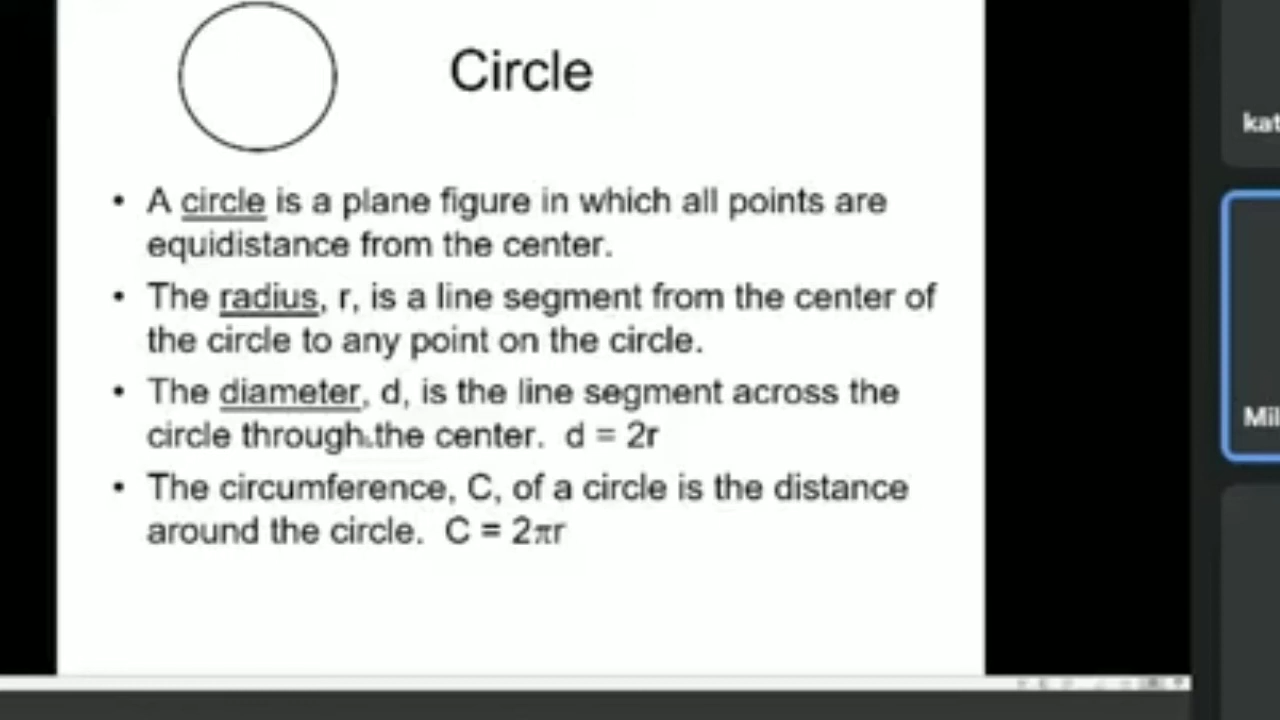 Circle
• A circle is a plane figure in which all points are
equidistance from the center.
• The radius, r, is a line segment from the center of
the circle to any point on the circle.
• The diameter, d, is the line segment across the
circle through the center. d = 2r
• The circumference, C, of a circle is the distance
around the circle. C = 2πr
kat
Mil